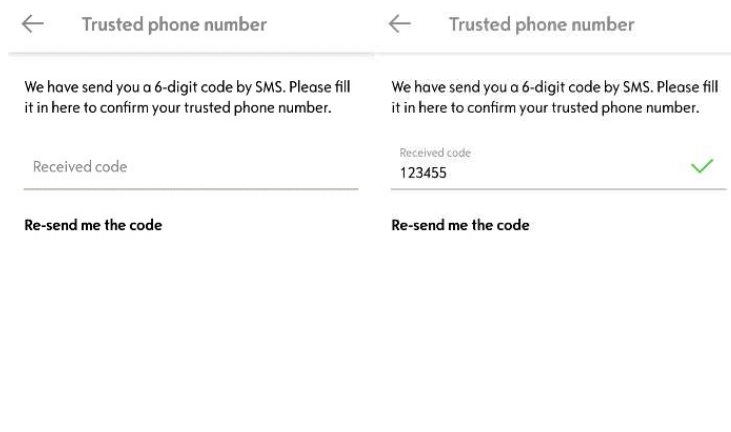 Trusted phone number
We have send you a 6-digit code by SMS. Please fill
it in here to confirm your trusted phone number.
Received code
Re-send me the code
Trusted phone number
We have send you a 6-digit code by SMS. Please fill
it in here to confirm your trusted phone number.
Received code
123455
Re-send me the code